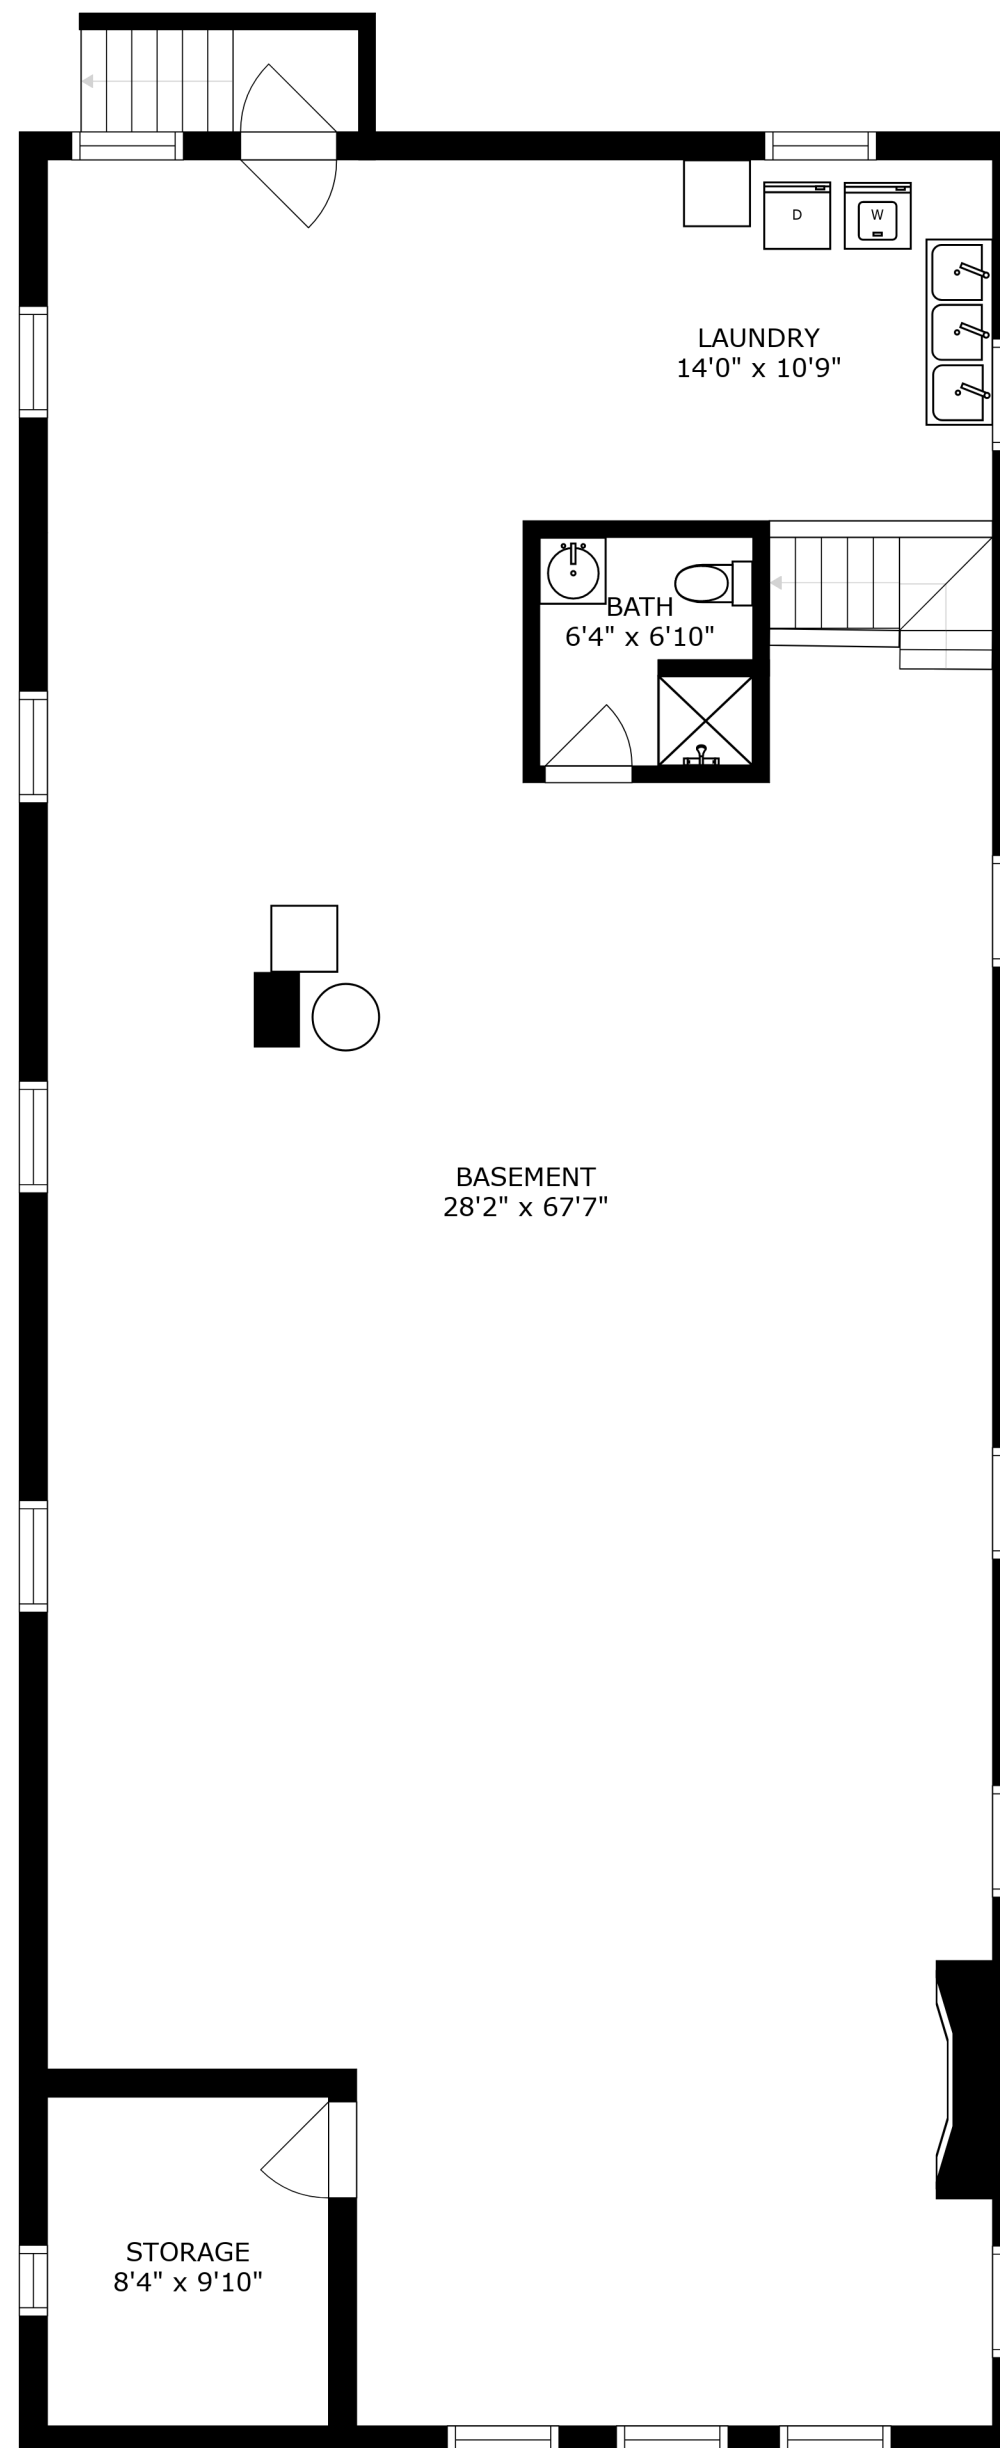 D
W
LAUNDRY
14'0" x 10'9"
BATH
6'4" x 6'10"
BASEMENT
28'2" x 67'7"
STORAGE
8'4" x 9'10"